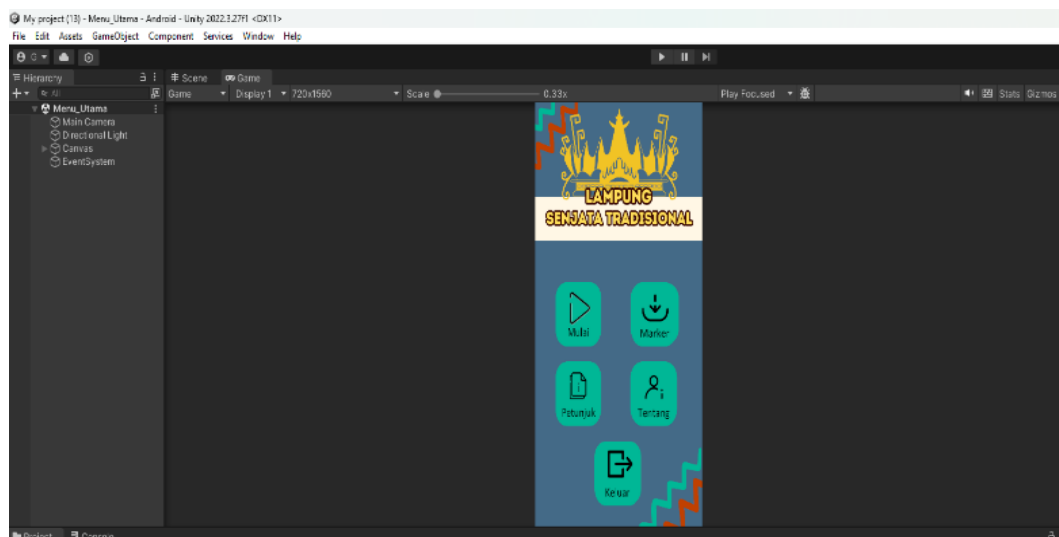 My project (13) - Menu_Utama - Android - Unity 2022.3.27f1 <DX11>
File Edit Assets GameObject Component Services Window Help
G
Hierarchy
Scene Game
All
Game Display 1 720x1560 Scale 0.33x Play Focused Stats Gizmos
Menu_Utama
Main Camera
Directional Light
Canvas
EventSystem
LAMPUNG
SENJATA TRADISIONAL
Mulai Marker
Petunjuk Tentang
Keluar
Project Console